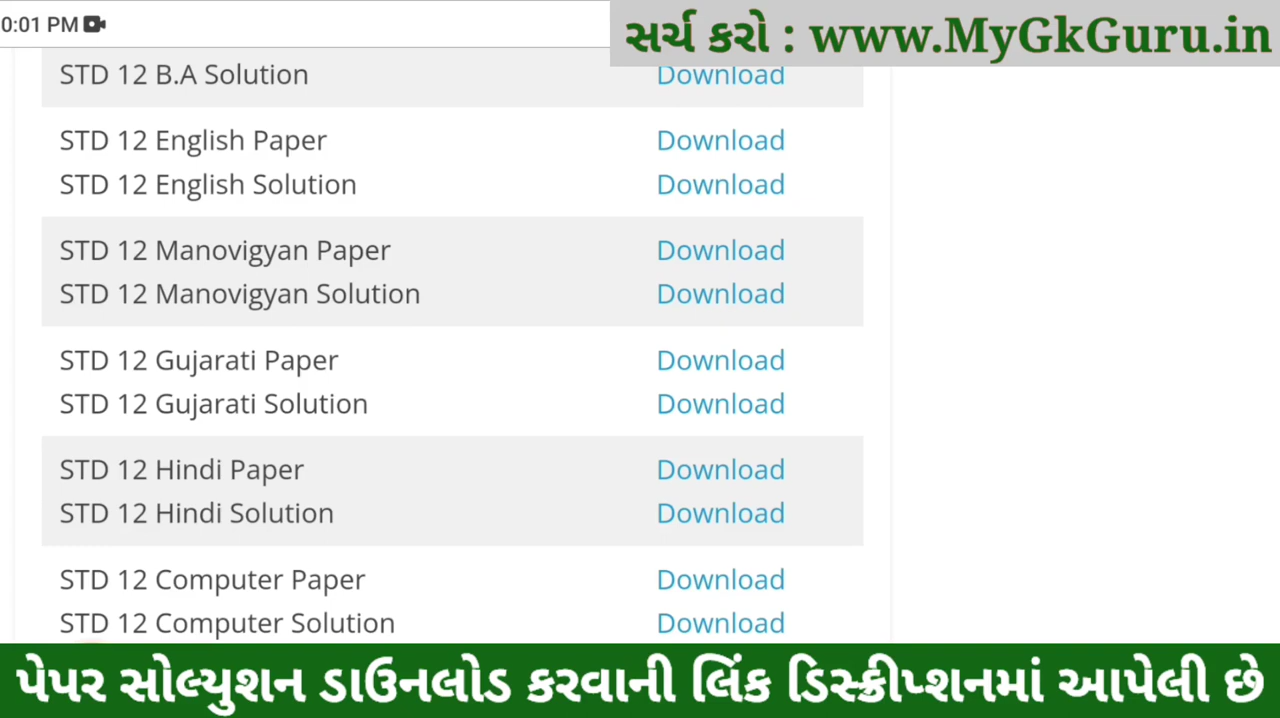 0:01 PM
સર્ચ કરો : www.MyGkGuru.in
STD 12 B.A Solution Download
STD 12 English Paper Download
STD 12 English Solution Download
STD 12 Manovigyan Paper Download
STD 12 Manovigyan Solution Download
STD 12 Gujarati Paper Download
STD 12 Gujarati Solution Download
STD 12 Hindi Paper Download
STD 12 Hindi Solution Download
STD 12 Computer Paper Download
STD 12 Computer Solution Download
પેપર સોલ્યુશન ડાઉનલોડ કરવાની લિંક ડિસ્ક્રીપ્શનમાં આપેલી છે